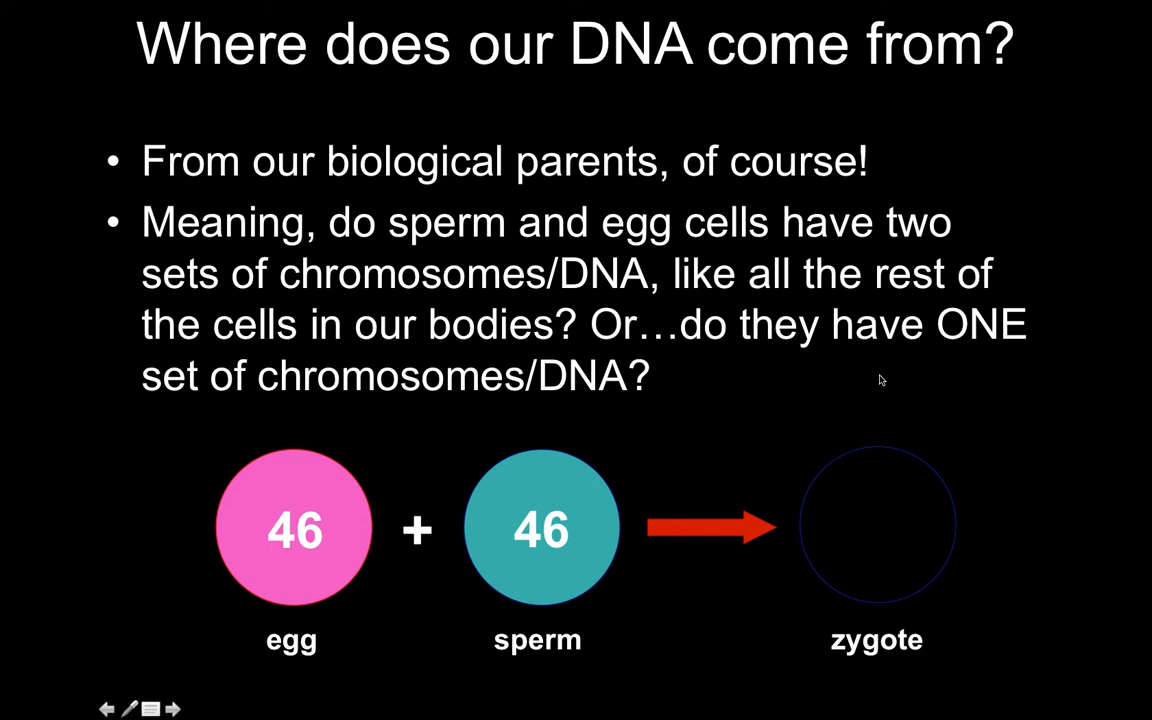 Where does our DNA come from?
• From our biological parents, of course!
• Meaning, do sperm and egg cells have two
sets of chromosomes/DNA, like all the rest of
the cells in our bodies? Or…do they have ONE
set of chromosomes/DNA?
46 + 46
egg sperm zygote